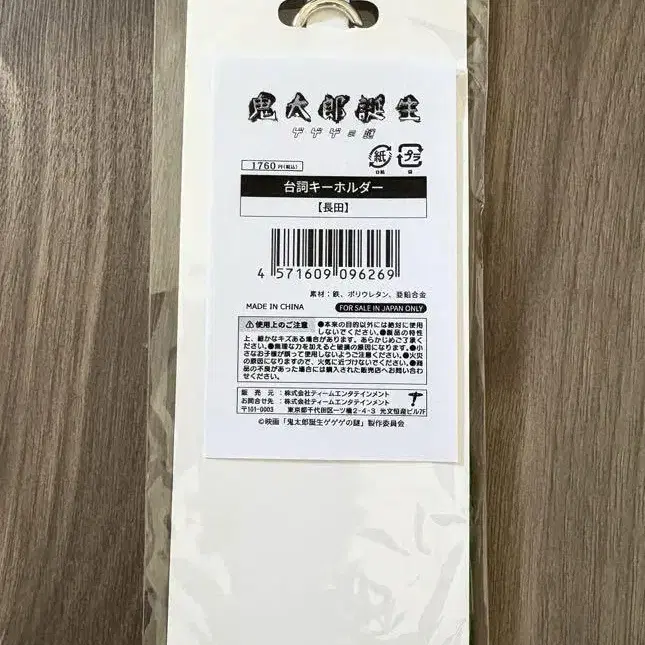 鬼太郎誕生
ゲゲゲの謎
1760円(税込)
紙
台紙
プラ
袋
台詞キーホルダー
【長田】
4 571609 096269
素材：鉄、ポリウレタン、亜鉛合金
MADE IN CHINA
FOR SALE IN JAPAN ONLY
⚠使用上のご注意 ●本来の目的以外には絶対に使用
しないでください。●製品の特性
上、細かなキズある場合があります。あらかじめご了承く
ださい。●無理な力を加えると破損の原因になります。●小
さなお子様が誤って使用しないようご注意ください。●火災
の原因になりますので、火気に近づけないでください。●商
品の不良があった場合には購入された販売店へお問い合わ
せください。
販売元：株式会社ティームエンタテインメント
お問合せ先：株式会社ティームエンタテインメント
〒101-0003 東京都千代田区一ツ橋2-4-3 光文恒産ビル7F
©映画「鬼太郎誕生ゲゲゲの謎」製作委員会